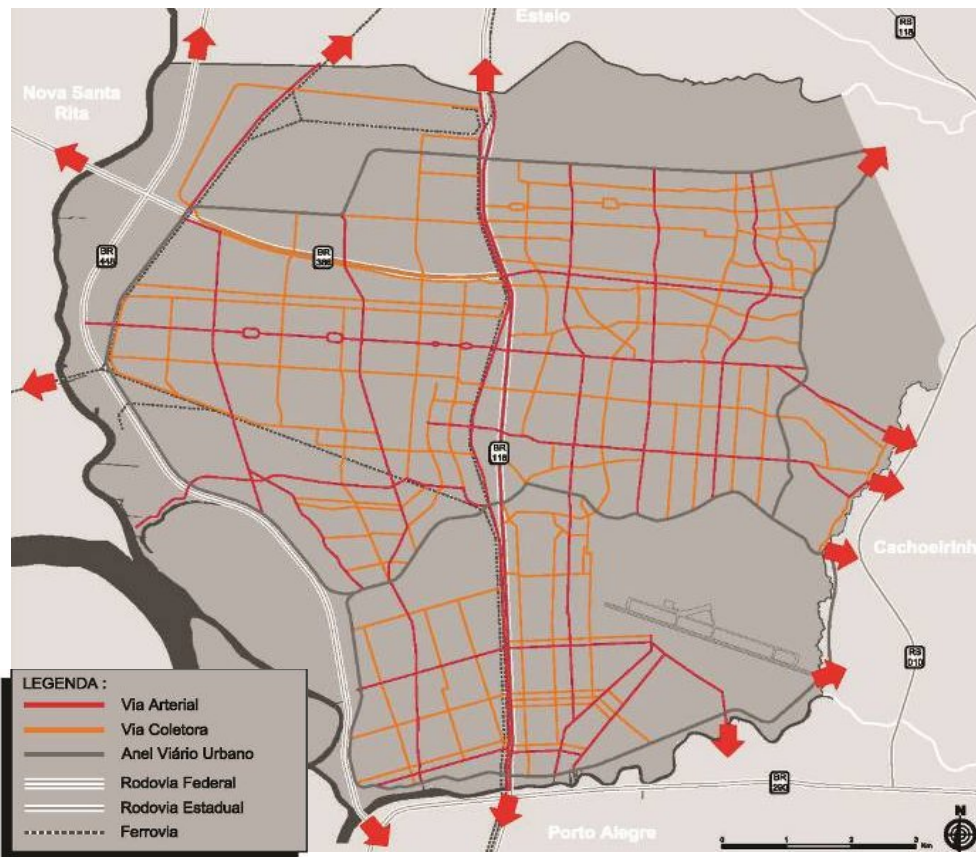 Esteio
RS
118
Nova Santa
Rita
BR
448
BR
386
BR
116
Cachoeirinh
RS
010
LEGENDA :
Via Arterial
Via Coletora
Anel Viário Urbano
Rodovia Federal
Rodovia Estadual
Ferrovia
BR
290
Porto Alegre
N
0 1 2 3 Km